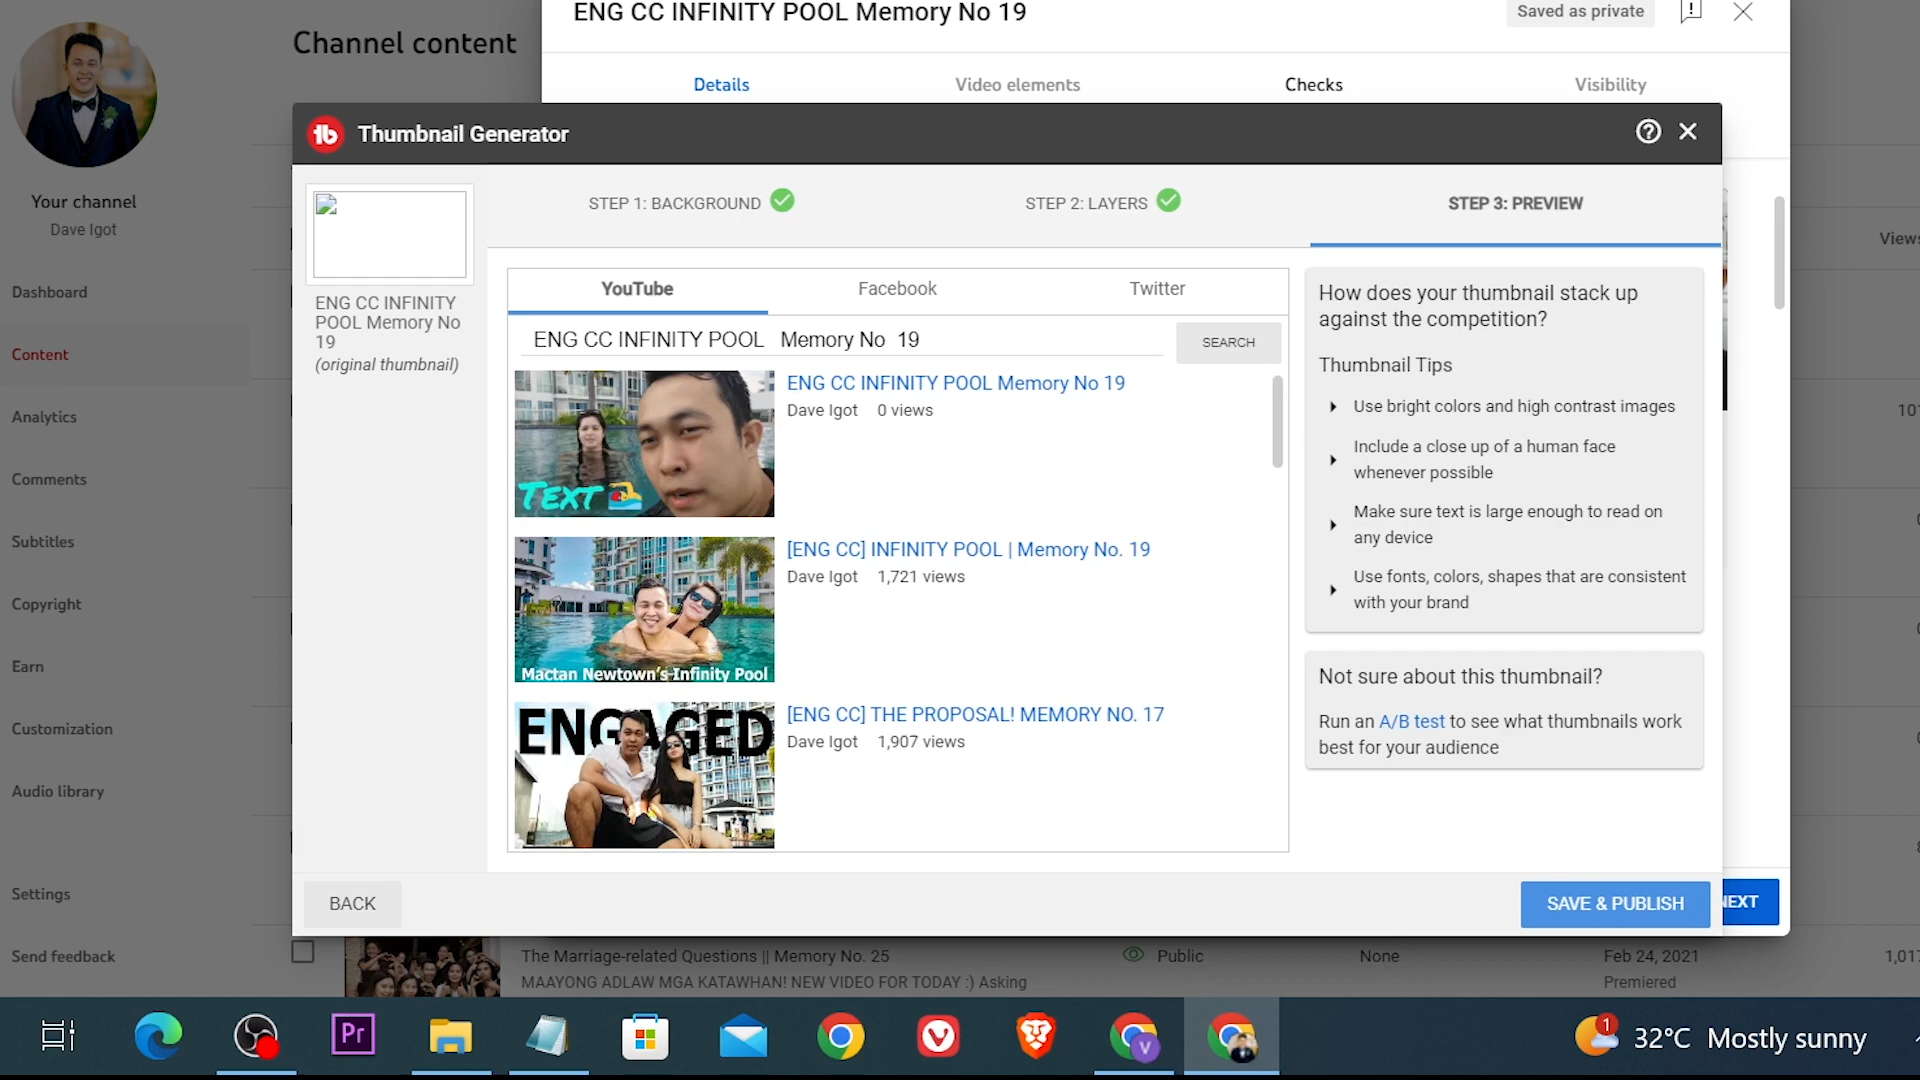 ENG CC INFINITY POOL Memory No 19
Saved as private
Channel content
Details
Video elements
Checks
Visibility
tb
Thumbnail Generator
STEP 1: BACKGROUND
STEP 2: LAYERS
STEP 3: PREVIEW
Your channel
Dave Igot
Dashboard
Content
Analytics
Comments
Subtitles
Copyright
Earn
Customization
Audio library
Settings
Send feedback
ENG CC INFINITY
POOL Memory No
19
(original thumbnail)
YouTube
Facebook
Twitter
ENG CC INFINITY POOL Memory No 19
SEARCH
TEXT
ENG CC INFINITY POOL Memory No 19
Dave Igot 0 views
Mactan Newtown's Infinity Pool
[ENG CC] INFINITY POOL | Memory No. 19
Dave Igot 1,721 views
ENGAGED
[ENG CC] THE PROPOSAL! MEMORY NO. 17
Dave Igot 1,907 views
How does your thumbnail stack up
against the competition?
Thumbnail Tips
Use bright colors and high contrast images
Include a close up of a human face
whenever possible
Make sure text is large enough to read on
any device
Use fonts, colors, shapes that are consistent
with your brand
Not sure about this thumbnail?
Run an A/B test to see what thumbnails work
best for your audience
Views
BACK
SAVE & PUBLISH
NEXT
The Marriage-related Questions || Memory No. 25
MAAYONG ADLAW MGA KATAWHAN! NEW VIDEO FOR TODAY :) Asking
Public
None
Feb 24, 2021
Premiered
1,017
Pr
V
1
32°C Mostly sunny